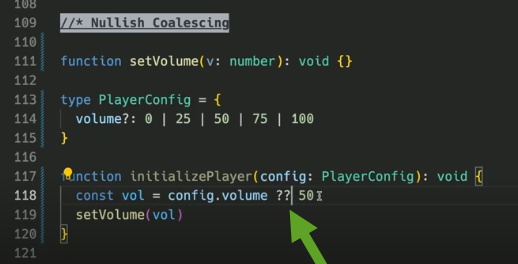 108
109 //* Nullish Coalescing
110
111 function setVolume(v: number): void {}
112
113 type PlayerConfig = {
114 volume?: 0 | 25 | 50 | 75 | 100
115 }
116
117 function initializePlayer(config: PlayerConfig): void {
118 const vol = config.volume ?? 50
119 setVolume(vol)
120 }
121